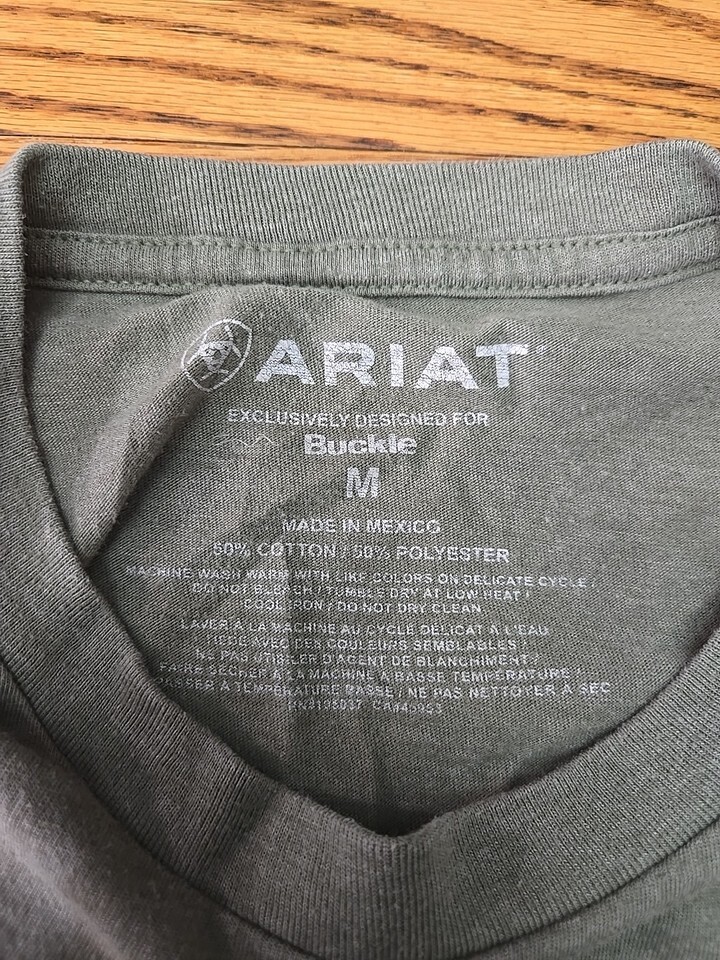 ARIAT
EXCLUSIVELY DESIGNED FOR
Buckle
M
MADE IN MEXICO
50% COTTON / 50% POLYESTER
MACHINE WASH WARM WITH LIKE COLORS ON DELICATE CYCLE /
DO NOT BLEACH / TUMBLE DRY AT LOW HEAT /
COOL IRON / DO NOT DRY CLEAN
LAVER À LA MACHINE AU CYCLE DÉLICAT À L'EAU
TIÈDE AVEC DES COULEURS SEMBLABLES /
NE PAS UTILISER D'AGENT DE BLANCHIMENT /
FAIRE SÉCHER À LA MACHINE À BASSE TEMPÉRATURE /
REPASSER À TEMPÉRATURE BASSE / NE PAS NETTOYER À SEC